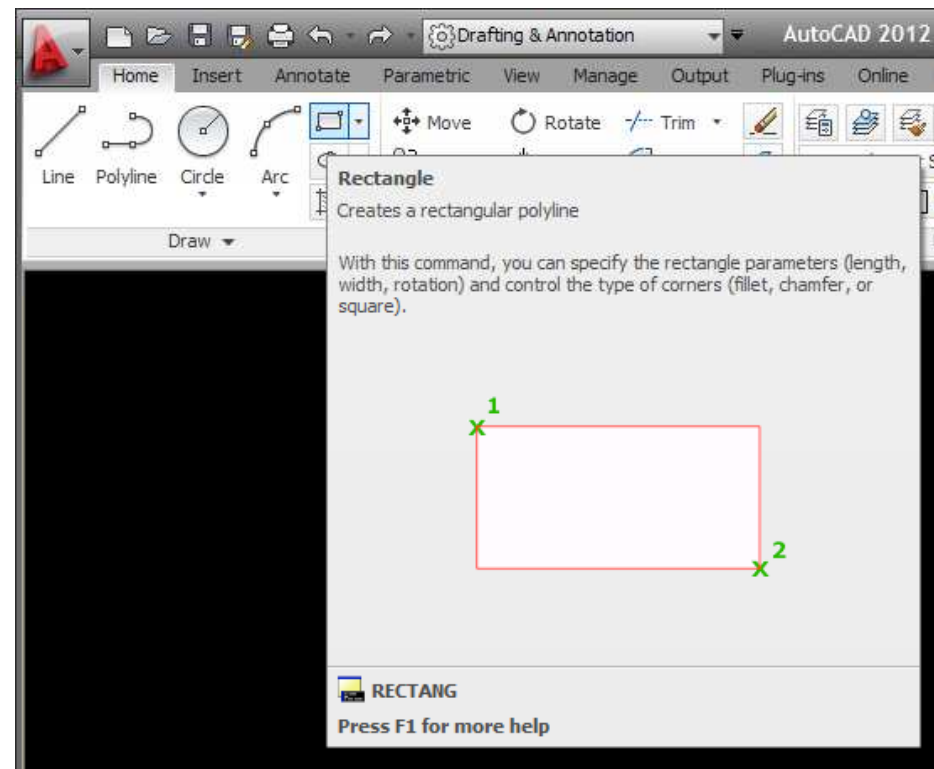 Drafting & Annotation AutoCAD 2012
Home Insert Annotate Parametric View Manage Output Plug-ins Online
Move Rotate Trim
Line Polyline Circle Arc
Draw
Rectangle
Creates a rectangular polyline
With this command, you can specify the rectangle parameters (length,
width, rotation) and control the type of corners (fillet, chamfer, or
square).
1
2
RECTANG
Press F1 for more help